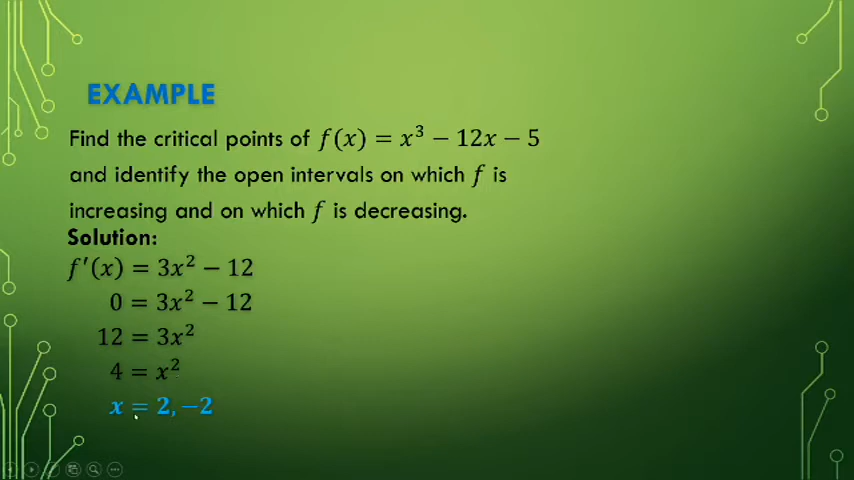 EXAMPLE
Find the critical points of f(x) = x³ − 12x − 5
and identify the open intervals on which f is
increasing and on which f is decreasing.
Solution:
f′(x) = 3x² − 12
0 = 3x² − 12
12 = 3x²
4 = x²
x = 2, −2